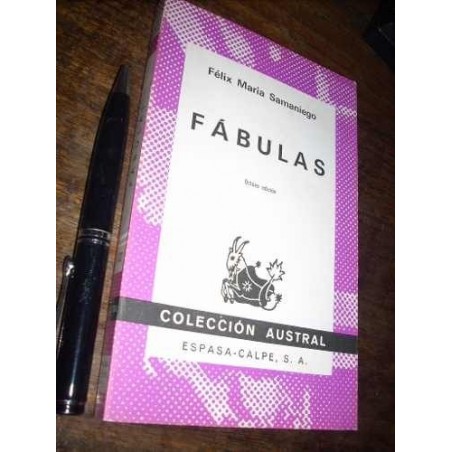 Félix María Samaniego
FÁBULAS
COLECCIÓN AUSTRAL
ESPASA-CALPE, S. A.